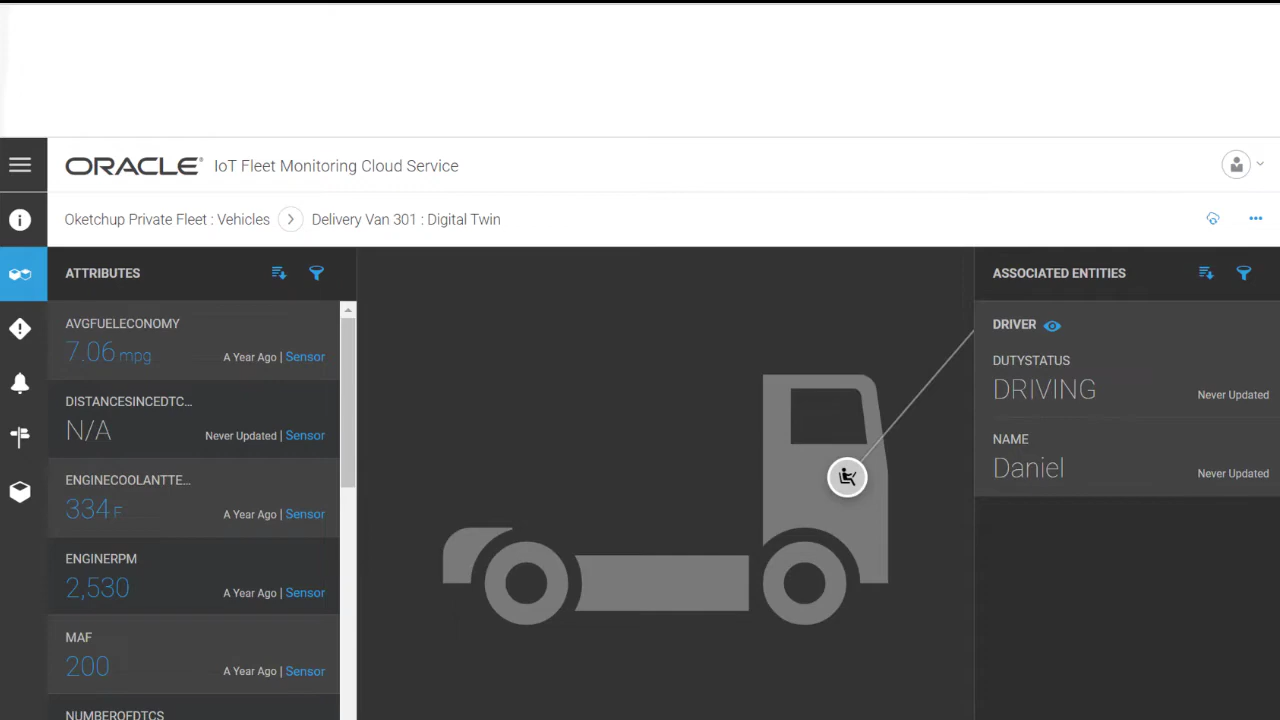 ORACLE® IoT Fleet Monitoring Cloud Service
Oketchup Private Fleet : Vehicles Delivery Van 301 : Digital Twin
ATTRIBUTES
AVGFUELECONOMY
7.06 mpg A Year Ago | Sensor
DISTANCESINCEDTC...
N/A Never Updated | Sensor
ENGINECOOLANTTE...
334 F A Year Ago | Sensor
ENGINERPM
2,530 A Year Ago | Sensor
MAF
200 A Year Ago | Sensor
NUMBEROFDTCS
ASSOCIATED ENTITIES
DRIVER
DUTYSTATUS
DRIVING Never Updated
NAME
Daniel Never Updated